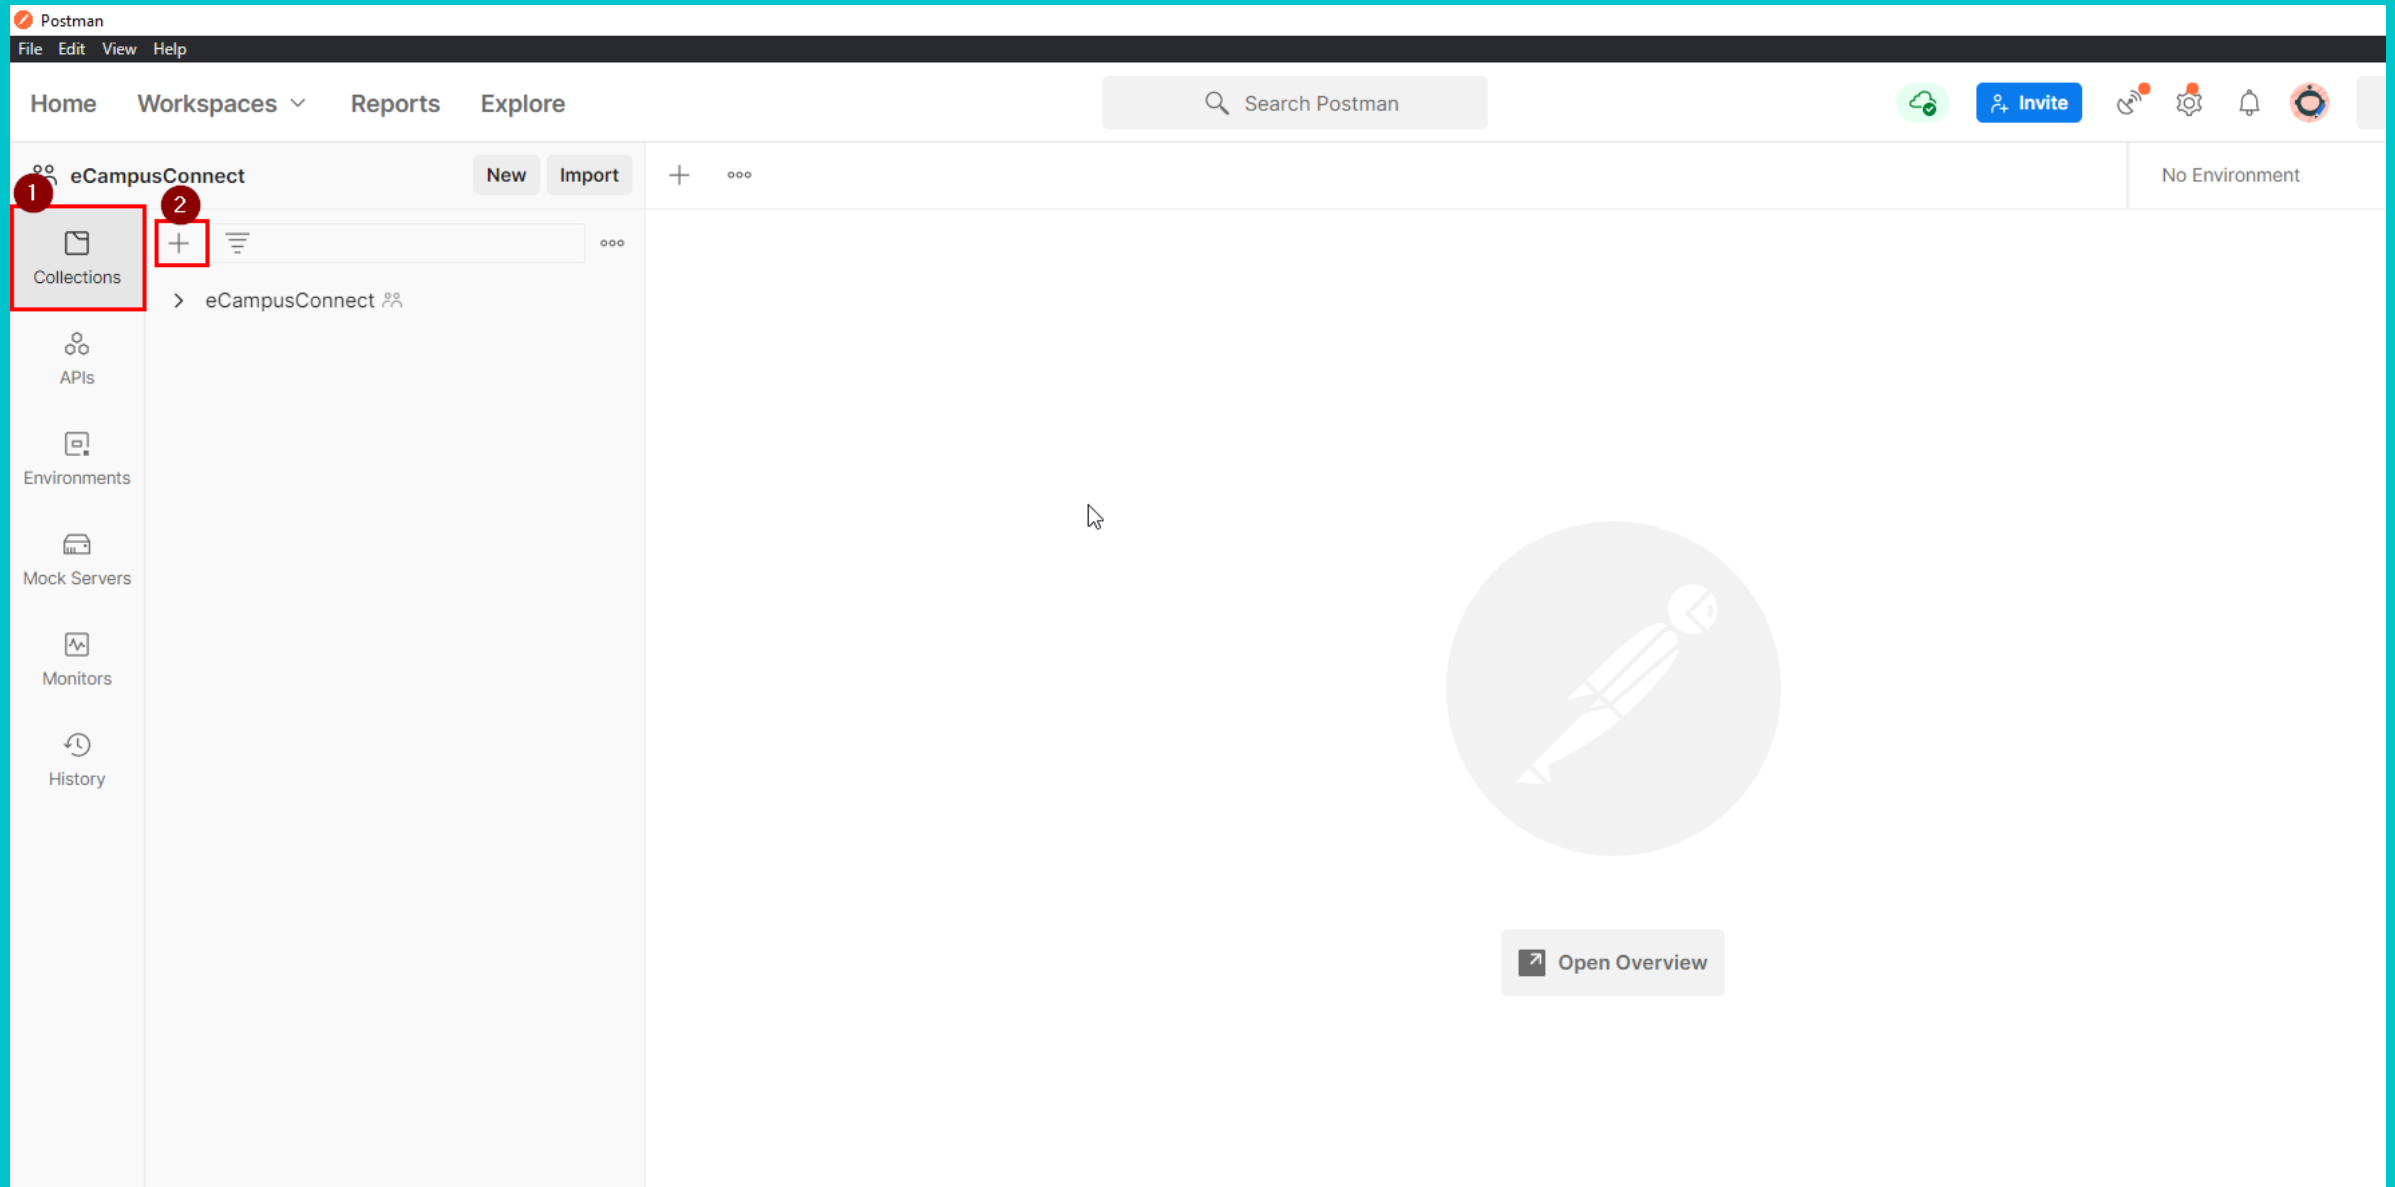 Postman
File Edit View Help
Home Workspaces Reports Explore Search Postman Invite
eCampusConnect New Import No Environment
1
2
Collections
eCampusConnect
APIs
Environments
Mock Servers
Monitors
History
Open Overview